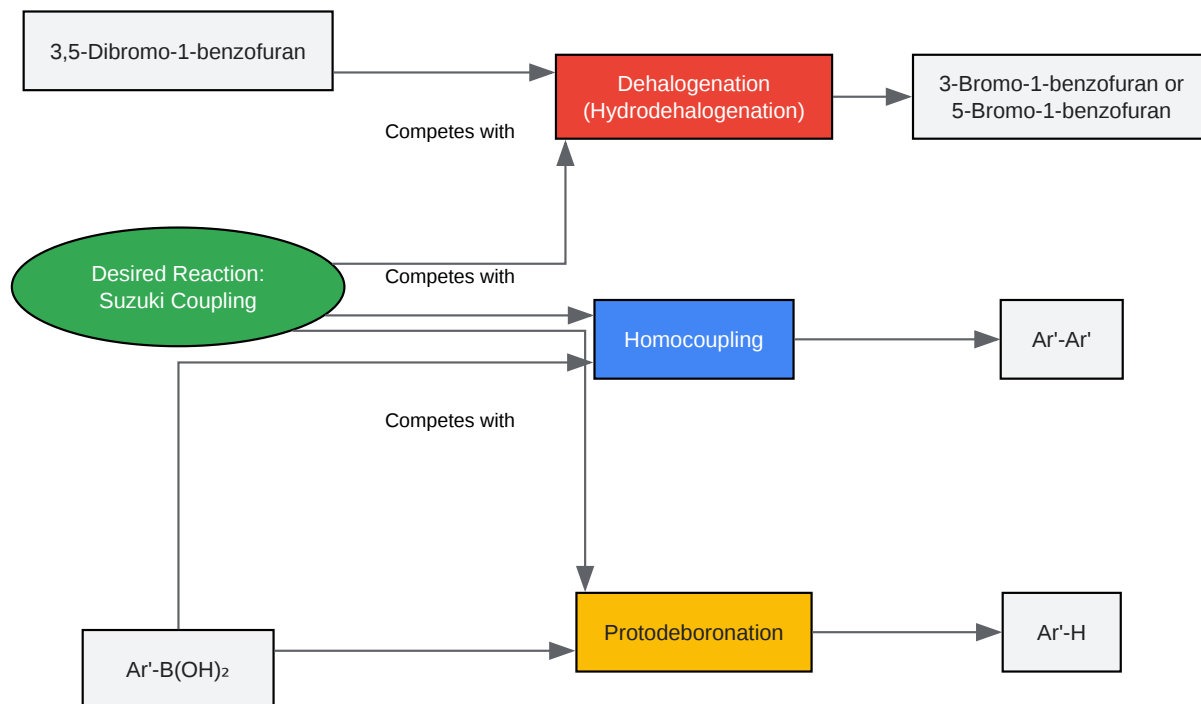 3,5-Dibromo-1-benzofuran
Dehalogenation
(Hydrodehalogenation)
3-Bromo-1-benzofuran or
5-Bromo-1-benzofuran
Competes with
Desired Reaction:
Suzuki Coupling
Competes with
Homocoupling
Ar'-Ar'
Competes with
Protodeboronation
Ar'-H
Ar'-B(OH)₂